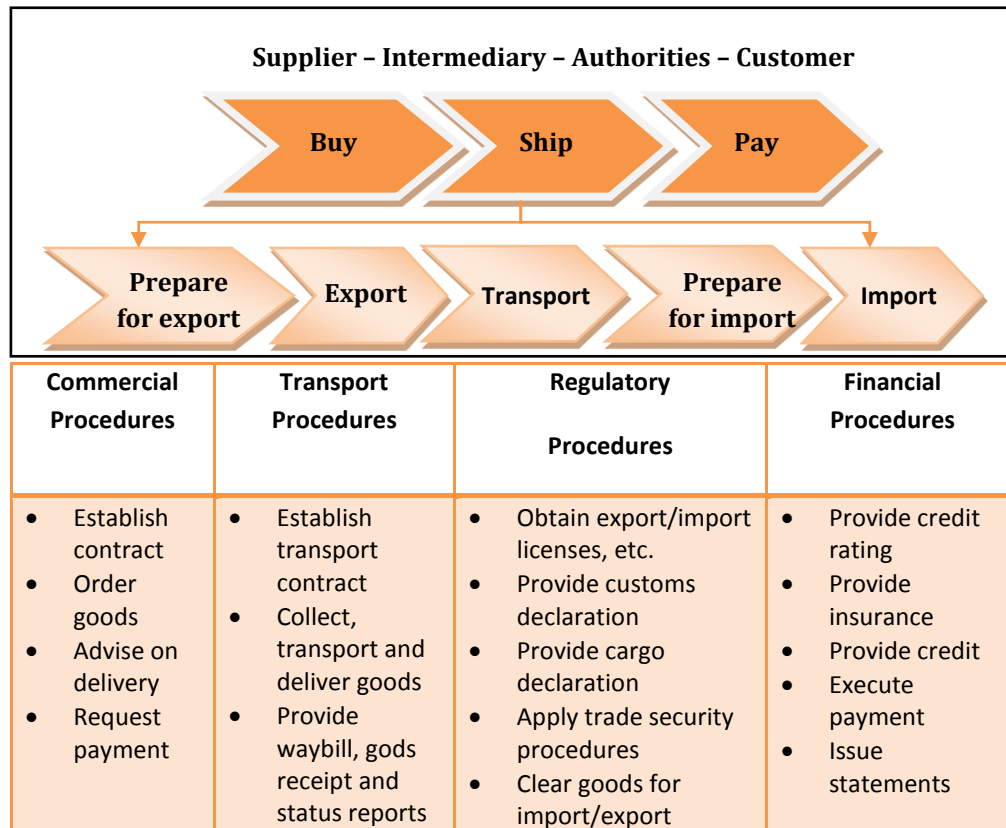 Supplier – Intermediary – Authorities – Customer
Buy
Ship
Pay
Prepare
for export
Export
Transport
Prepare
for import
Import
Commercial
Procedures
Transport
Procedures
Regulatory
Procedures
Financial
Procedures
• Establish
contract
• Order
goods
• Advise on
delivery
• Request
payment
• Establish
transport
contract
• Collect,
transport and
deliver goods
• Provide
waybill, gods
receipt and
status reports
• Obtain export/import
licenses, etc.
• Provide customs
declaration
• Provide cargo
declaration
• Apply trade security
procedures
• Clear goods for
import/export
• Provide credit
rating
• Provide
insurance
• Provide credit
• Execute
payment
• Issue
statements